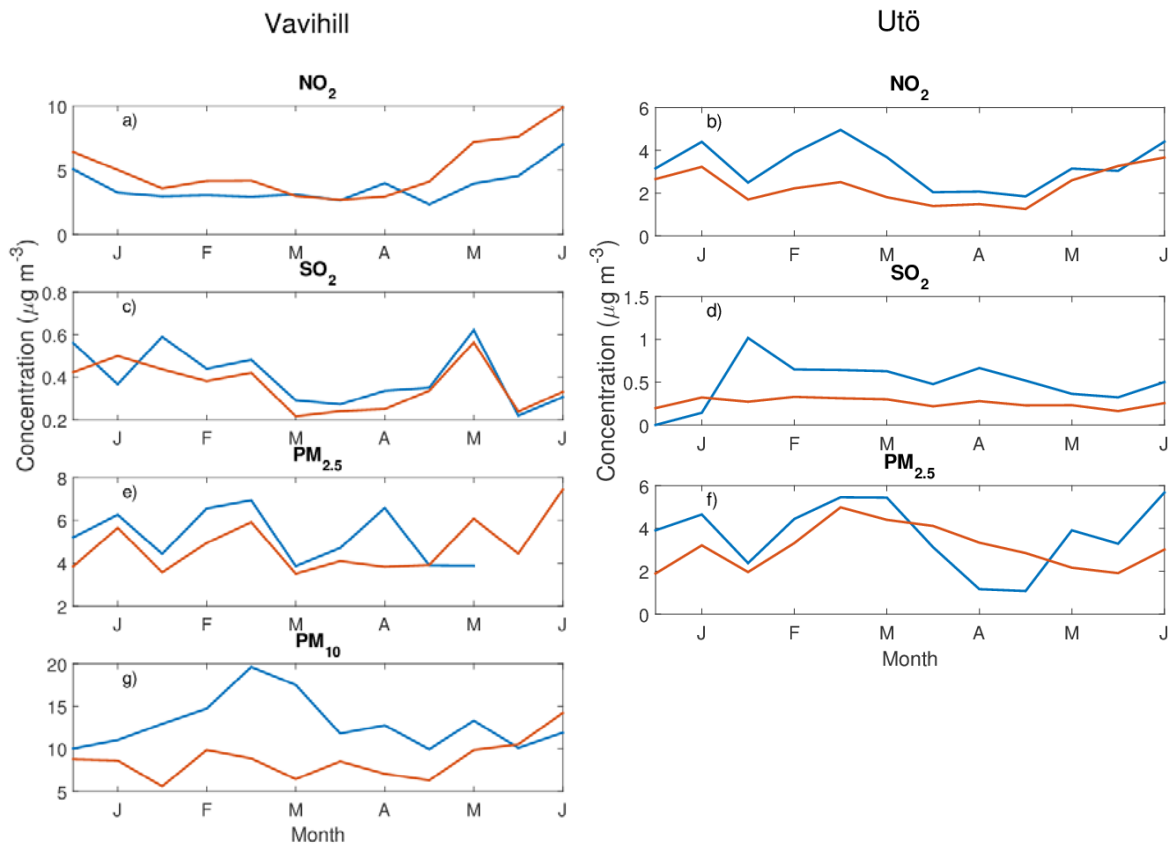 Vavihill
NO2
a)
10
5
0
J F M A M J
SO2
c)
0.8
0.6
0.4
0.2
J F M A M J
PM2.5
e)
8
6
4
2
J F M A M J
PM10
g)
20
15
10
5
J F M A M J
Month
Concentration (μg m-3)
Utö
NO2
b)
6
4
2
0
J F M A M J
SO2
d)
1.5
1
0.5
0
J F M A M J
PM2.5
f)
6
4
2
0
J F M A M J
Month
Concentration (μg m-3)